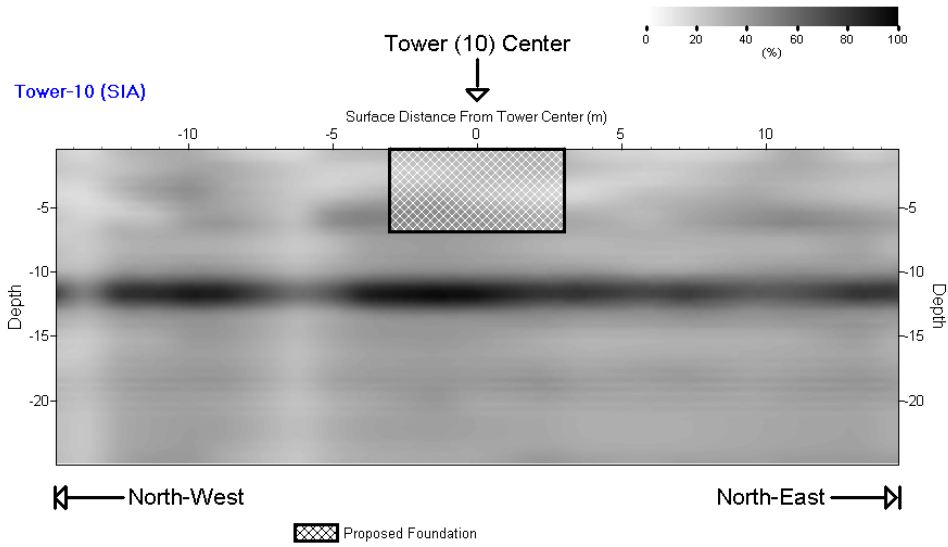 0 20 40 60 80 100
(%)
Tower (10) Center
Tower-10 (SIA)
Surface Distance From Tower Center (m)
-10 -5 0 5 10
-5 -5
-10 -10
Depth Depth
-15 -15
-20 -20
North-West North-East
Proposed Foundation